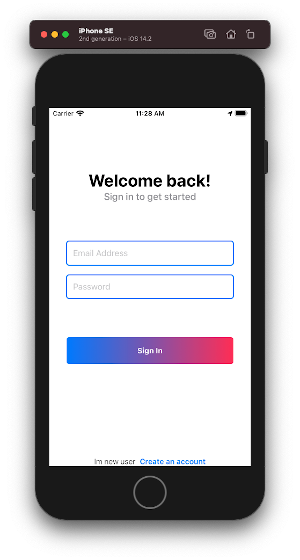 iPhone SE
2nd generation – iOS 14.2
Carrier 11:28 AM
Welcome back!
Sign in to get started
Email Address
Password
Sign In
Im new user Create an account